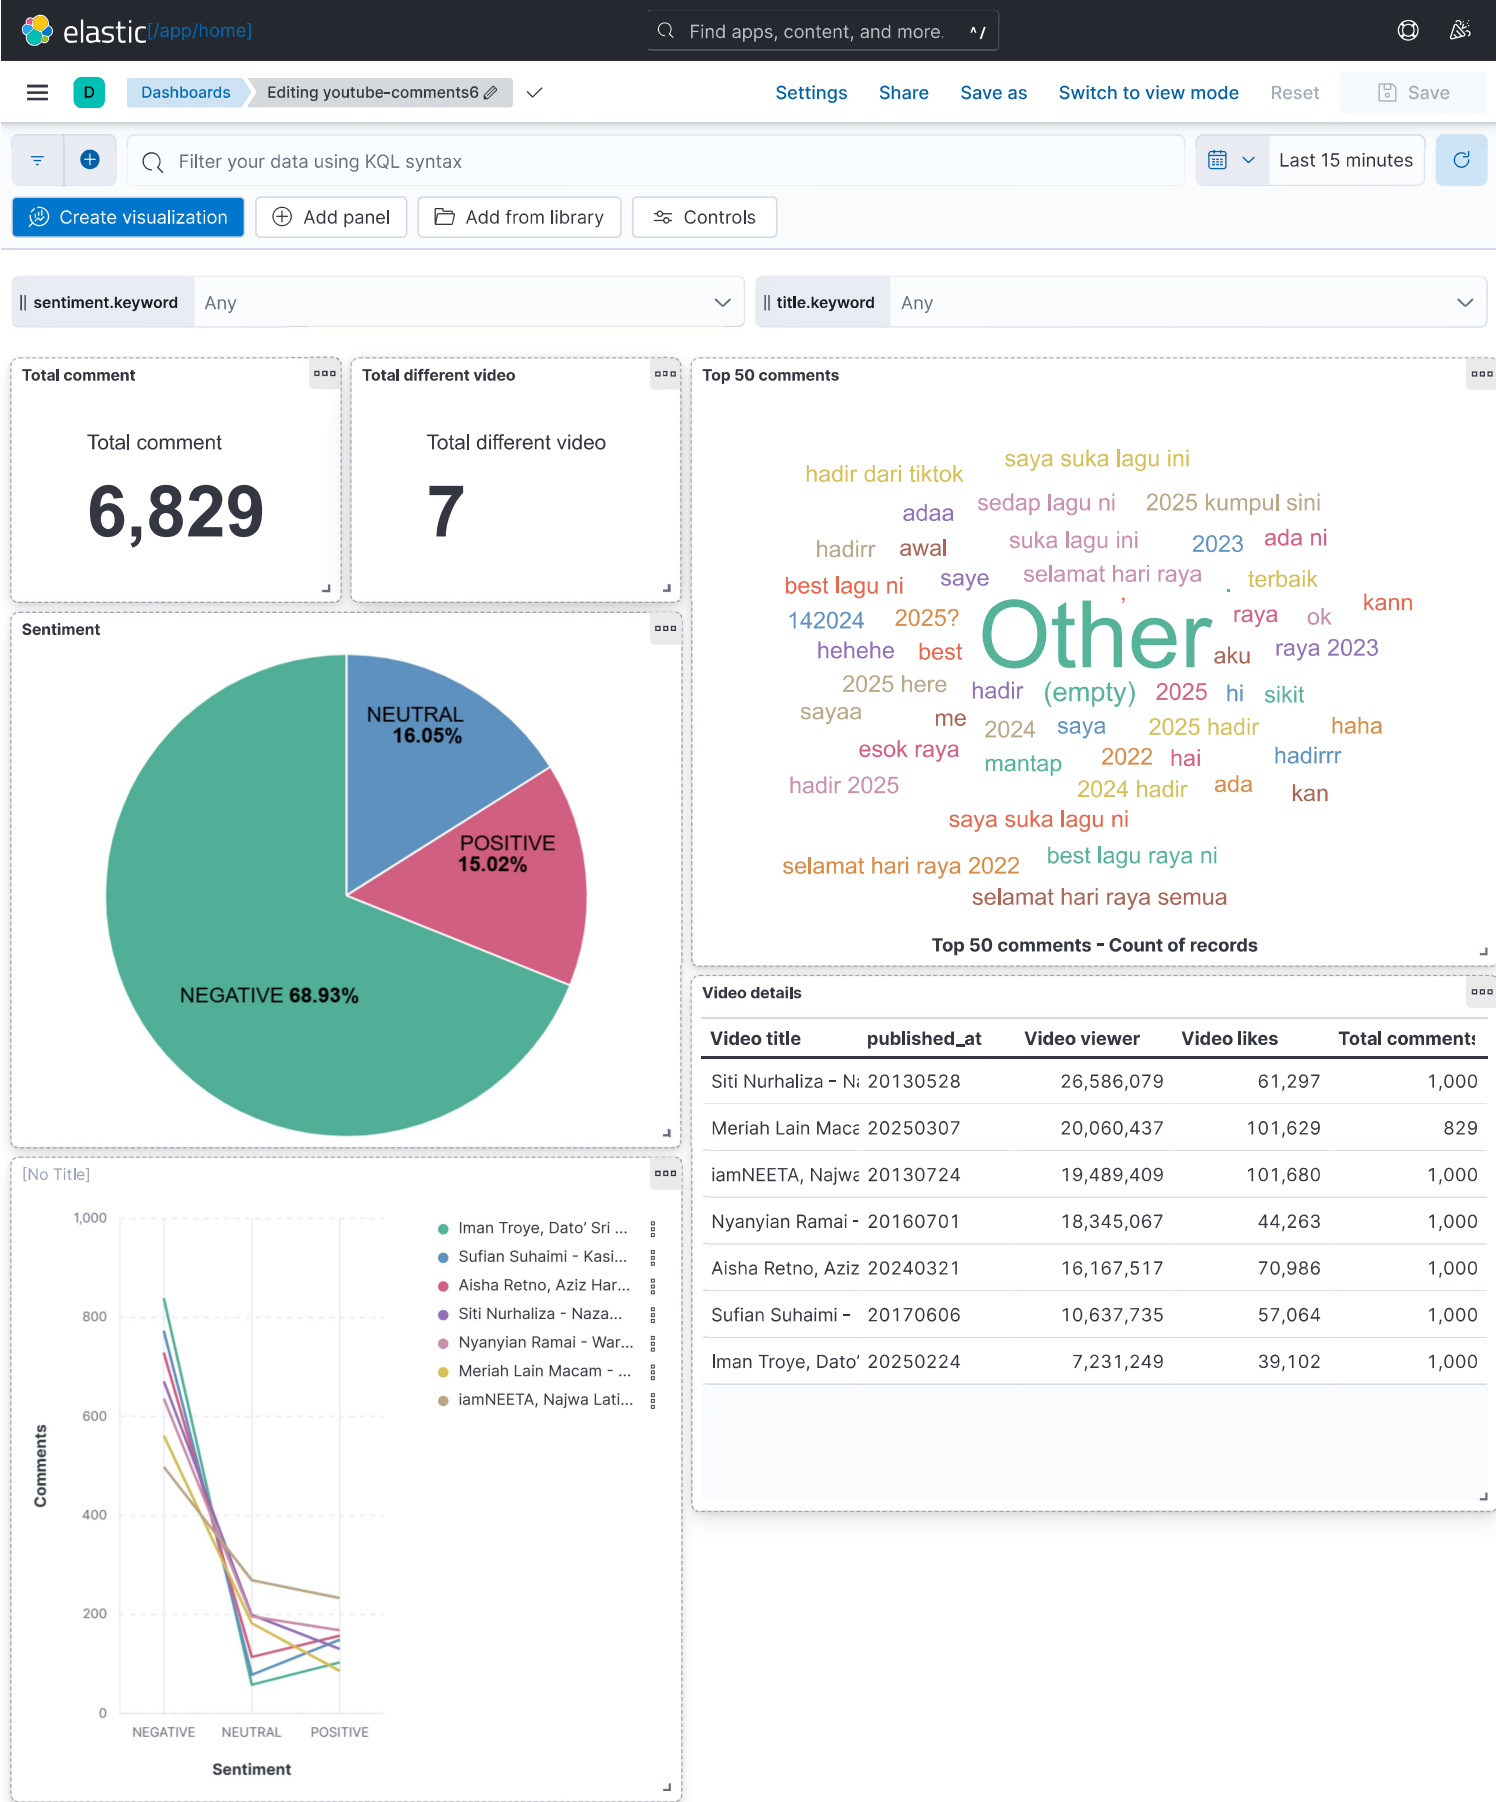 elastic[/app/home]
Find apps, content, and more. ^/
D
Dashboards
Editing youtube-comments6
Settings
Share
Save as
Switch to view mode
Reset
Save
Filter your data using KQL syntax
Last 15 minutes
Create visualization
Add panel
Add from library
Controls
sentiment.keyword Any
title.keyword Any
Total comment
Total comment
6,829
Total different video
Total different video
7
Top 50 comments
saya suka lagu ini
hadir dari tiktok
sedap lagu ni
2025 kumpul sini
adaa
suka lagu ini
2023
ada ni
hadirr
awal
best lagu ni
saye
selamat hari raya
.
terbaik
,
kann
142024
2025?
Other
raya
ok
hehehe
best
aku
raya 2023
2025 here
hadir
(empty)
2025
hi
sikit
sayaa
me
2024
saya
2025 hadir
haha
esok raya
mantap
2022
hai
hadirrr
hadir 2025
2024 hadir
ada
kan
saya suka lagu ni
selamat hari raya 2022
best lagu raya ni
selamat hari raya semua
Top 50 comments - Count of records
Sentiment
NEUTRAL
16.05%
POSITIVE
15.02%
NEGATIVE 68.93%
Video details
Video title published_at Video viewer Video likes Total comments
Siti Nurhaliza - Na 20130528 26,586,079 61,297 1,000
Meriah Lain Maca 20250307 20,060,437 101,629 829
iamNEETA, Najwa 20130724 19,489,409 101,680 1,000
Nyanyian Ramai - 20160701 18,345,067 44,263 1,000
Aisha Retno, Aziz 20240321 16,167,517 70,986 1,000
Sufian Suhaimi - 20170606 10,637,735 57,064 1,000
Iman Troye, Dato' 20250224 7,231,249 39,102 1,000
[No Title]
1,000
800
600
400
200
0
Comments
NEGATIVE
NEUTRAL
POSITIVE
Sentiment
Iman Troye, Dato' Sri ...
Sufian Suhaimi - Kasi...
Aisha Retno, Aziz Har...
Siti Nurhaliza - Naza...
Nyanyian Ramai - War...
Meriah Lain Macam - ...
iamNEETA, Najwa Lati...